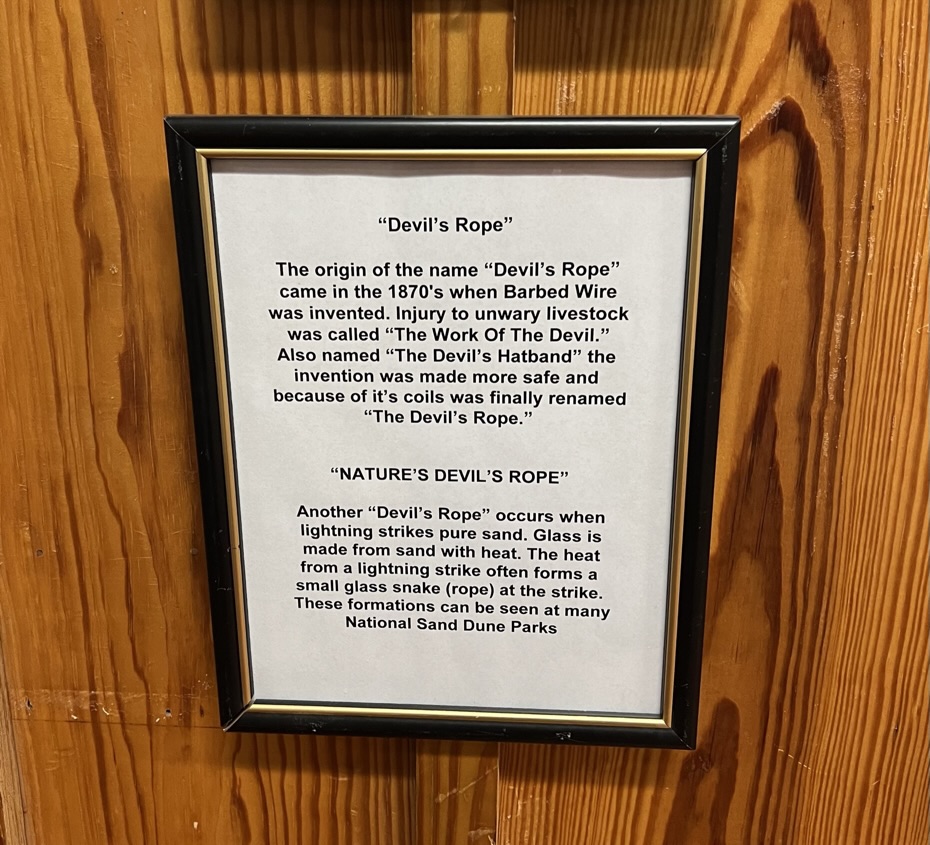 “Devil’s Rope”
The origin of the name “Devil’s Rope”
came in the 1870's when Barbed Wire
was invented. Injury to unwary livestock
was called “The Work Of The Devil.”
Also named “The Devil’s Hatband” the
invention was made more safe and
because of it’s coils was finally renamed
“The Devil’s Rope.”
“NATURE’S DEVIL’S ROPE”
Another “Devil’s Rope” occurs when
lightning strikes pure sand. Glass is
made from sand with heat. The heat
from a lightning strike often forms a
small glass snake (rope) at the strike.
These formations can be seen at many
National Sand Dune Parks